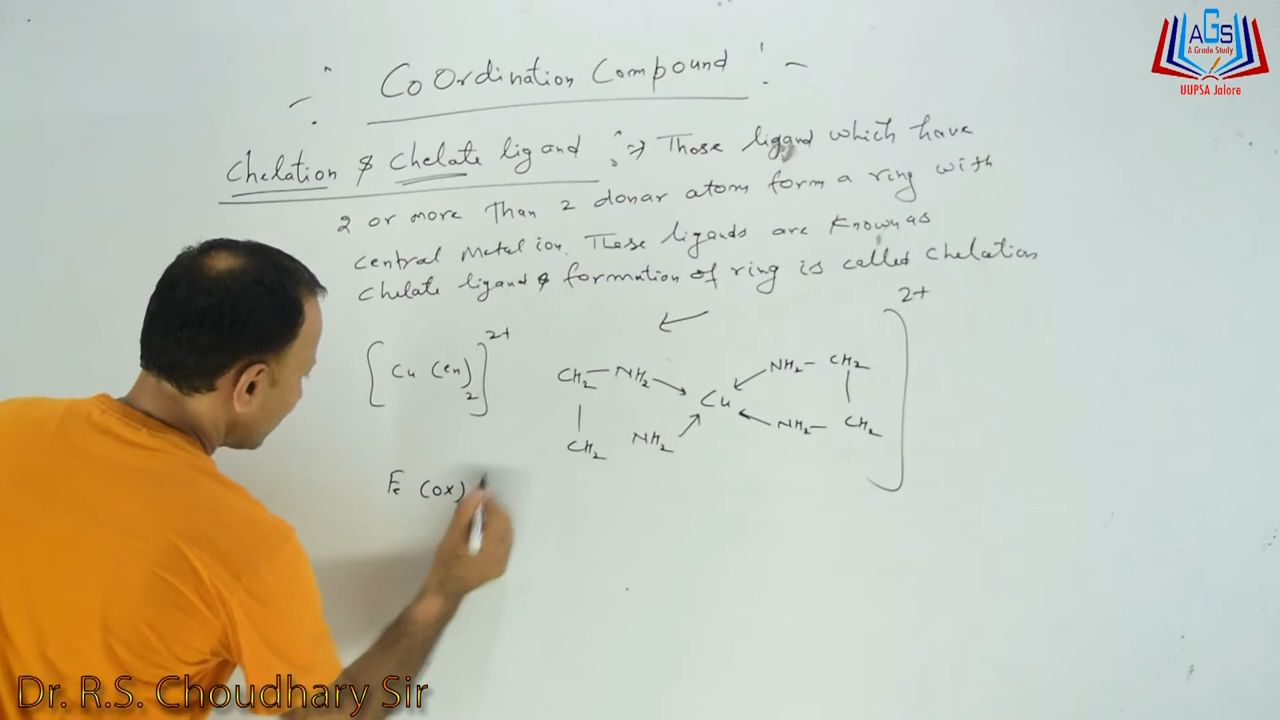 CoOrdination Compound
Chelation & Chelate ligand :⇒ Those ligand which have
2 or more than 2 donar atom form a ring with
central metal ion. These ligands are known as
chelate ligand & formation of ring is called chelation
[Cu (en)2]2+
CH2 — NH2 → Cu ← NH2 — CH2 ]2+
CH2 NH2 → ← NH2 — CH2
Fe (ox)
AGS
A Grade Study
UUPSA Jalore
Dr. R.S. Choudhary Sir